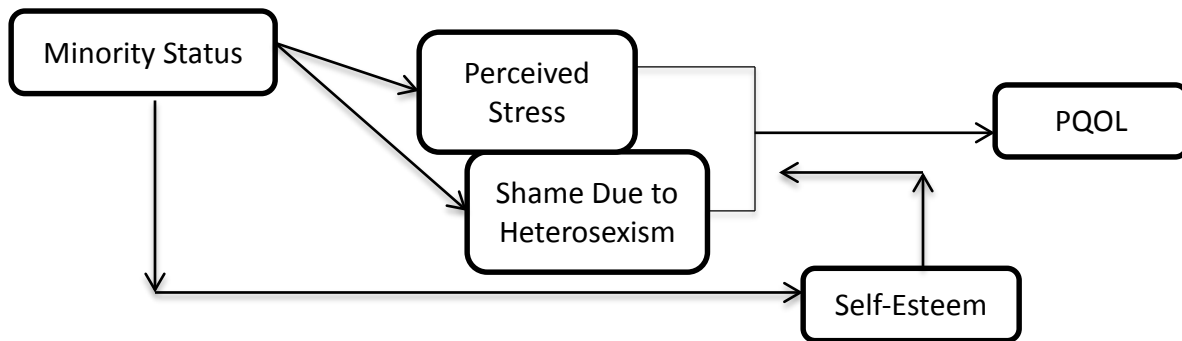 Minority Status
Perceived
Stress
PQOL
Shame Due to
Heterosexism
Self-Esteem